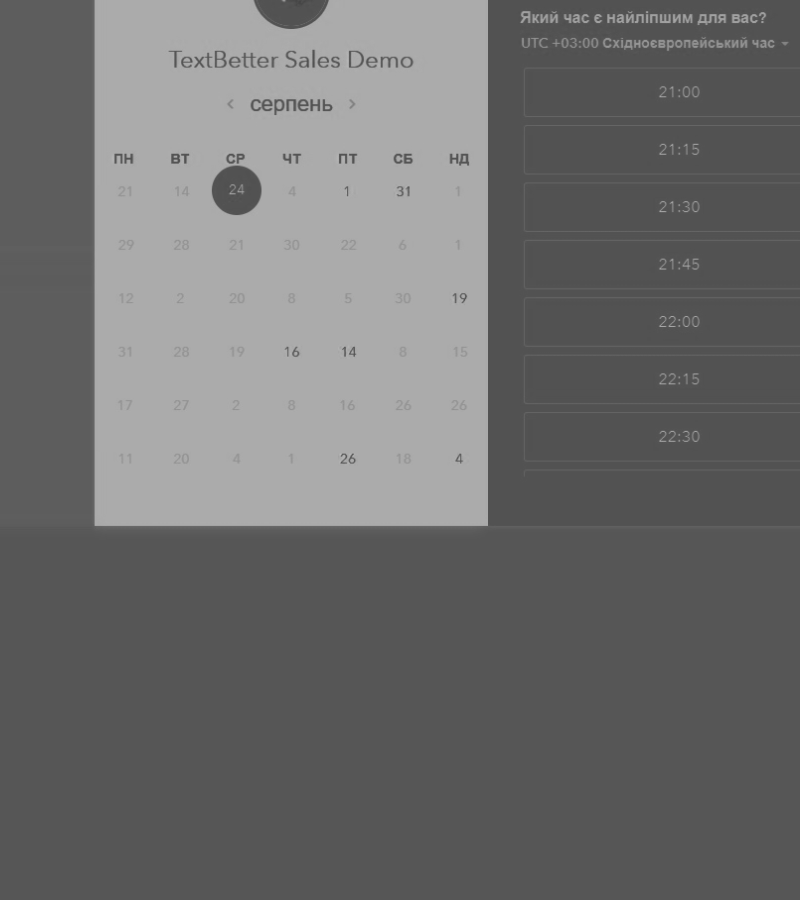 TextBetter Sales Demo
серпень
ПН ВТ СР ЧТ ПТ СБ НД
21 14 24 4 1 31 1
29 28 21 30 22 6 1
12 2 20 8 5 30 19
31 28 19 16 14 8 15
17 27 2 8 16 26 26
11 20 4 1 26 18 4
Який час є найліпшим для вас?
UTC +03:00 Східноєвропейський час
21:00
21:15
21:30
21:45
22:00
22:15
22:30